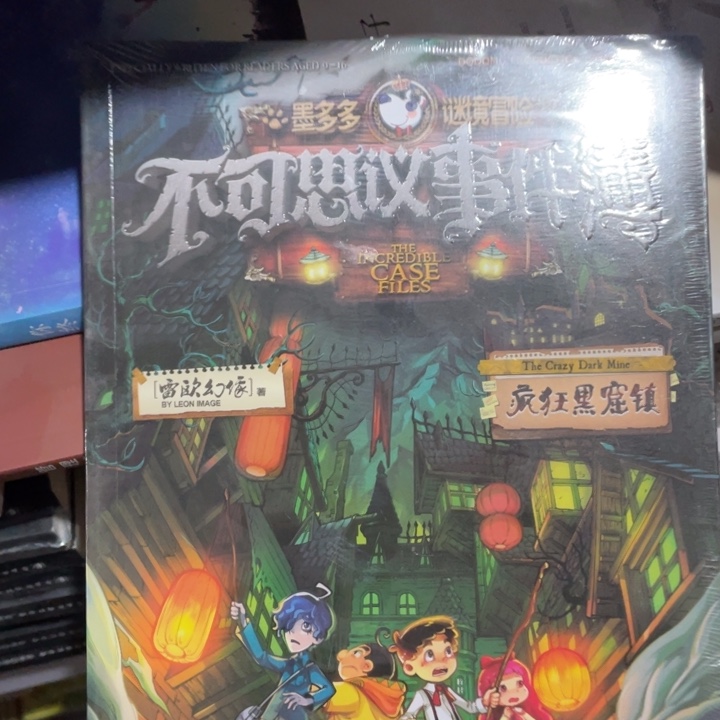 墨多多
谜境冒险
不可思议事件簿
THE
INCREDIBLE
CASE
FILES
The Crazy Dark Mine
疯狂黑窟镇
[雷欧幻像]著
BY LEON IMAGE